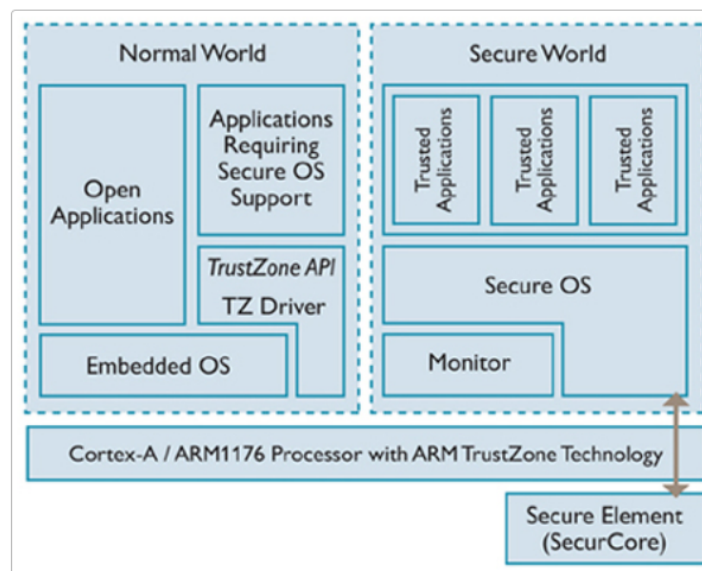 Normal World
Open
Applications
Applications
Requiring
Secure OS
Support
TrustZone API
TZ Driver
Embedded OS
Secure World
Trusted
Applications
Trusted
Applications
Trusted
Applications
Secure OS
Monitor
Cortex-A / ARM1176 Processor with ARM TrustZone Technology
Secure Element
(SecurCore)